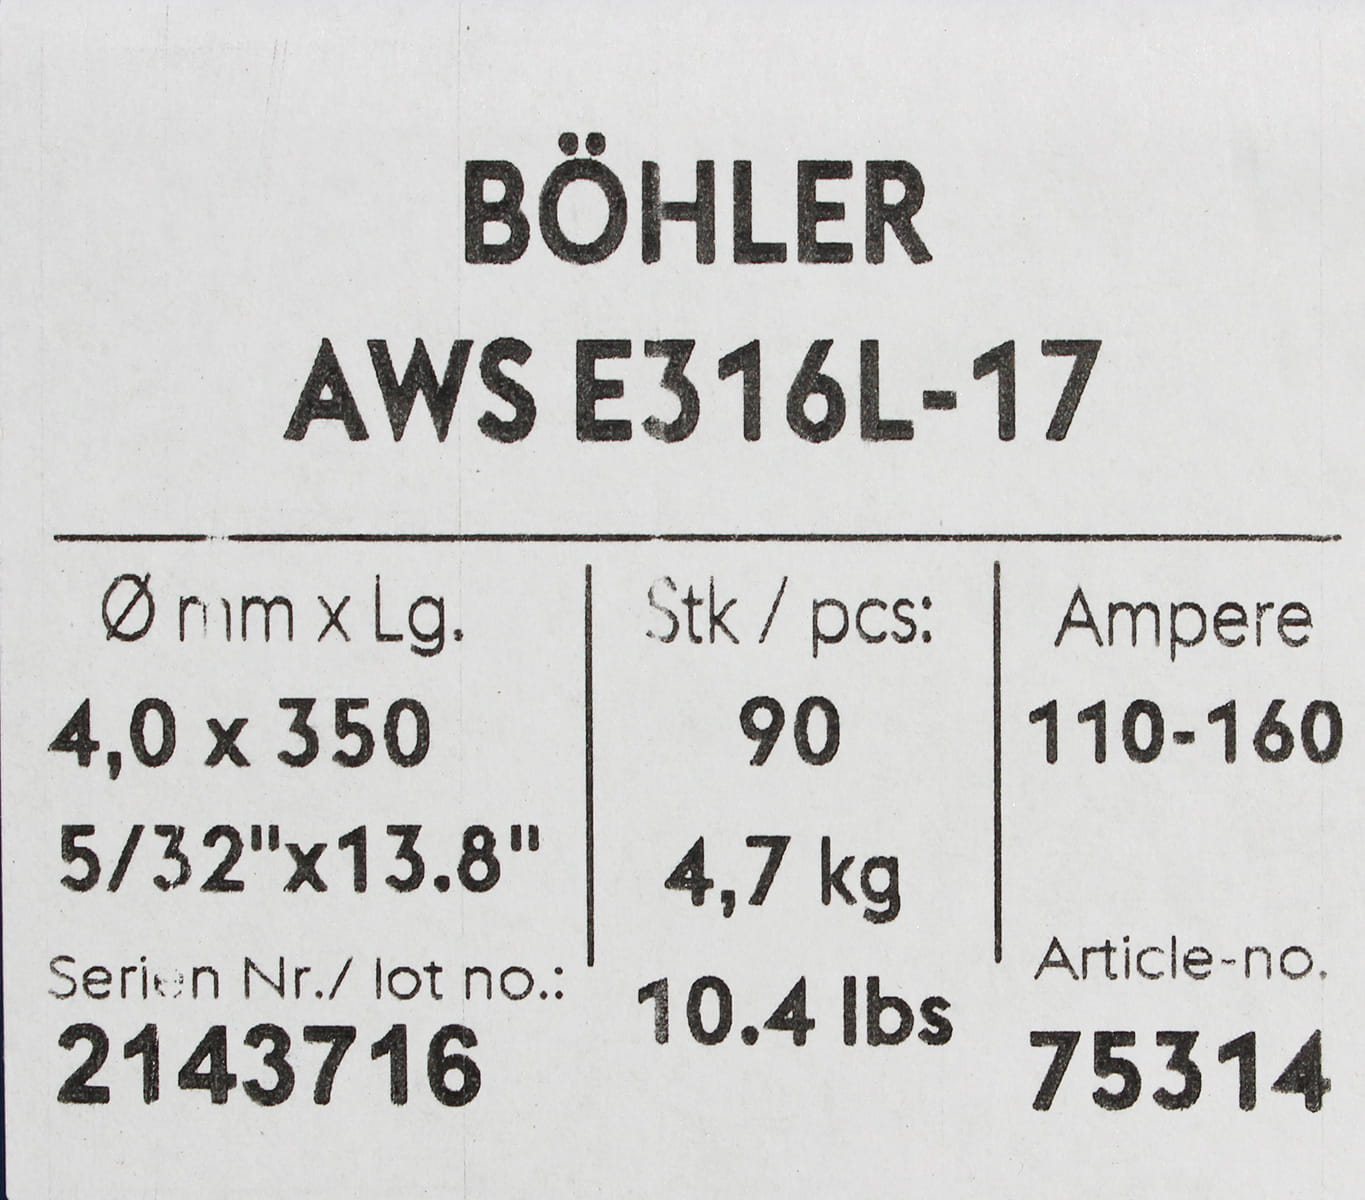 BÖHLER
AWS E316L-17
Ø mm x Lg.
4,0 x 350
5/32"x13.8"
Serien Nr./ lot no.:
2143716
Stk / pcs:
90
4,7 kg
10.4 lbs
Ampere
110-160
Article-no.
75314